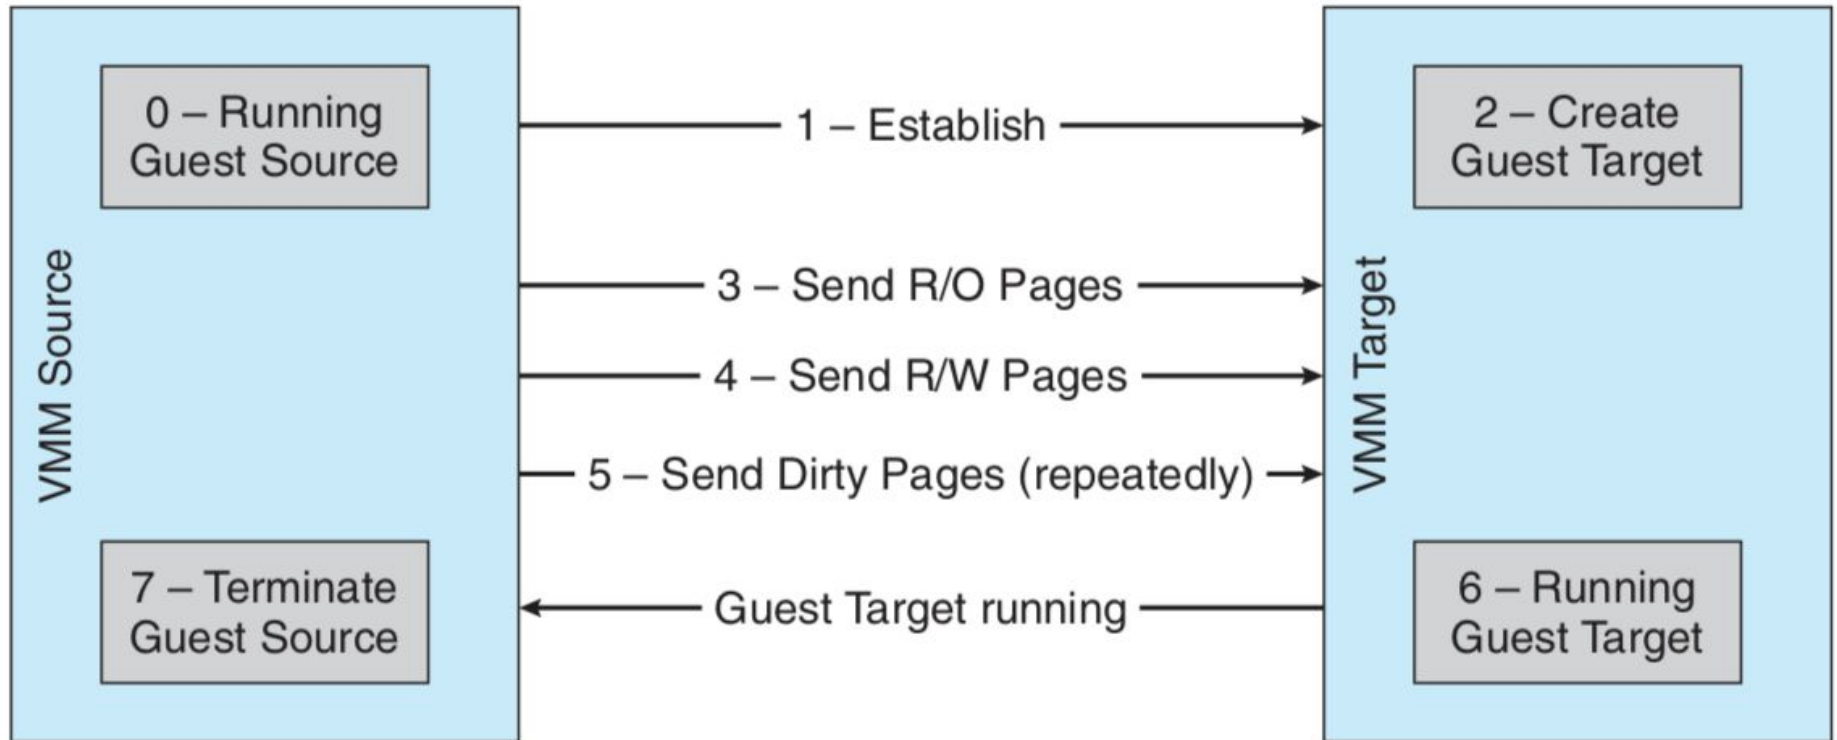 VMM Source
0 – Running
Guest Source
1 – Establish
2 – Create
Guest Target
3 – Send R/O Pages
4 – Send R/W Pages
5 – Send Dirty Pages (repeatedly)
VMM Target
7 – Terminate
Guest Source
Guest Target running
6 – Running
Guest Target